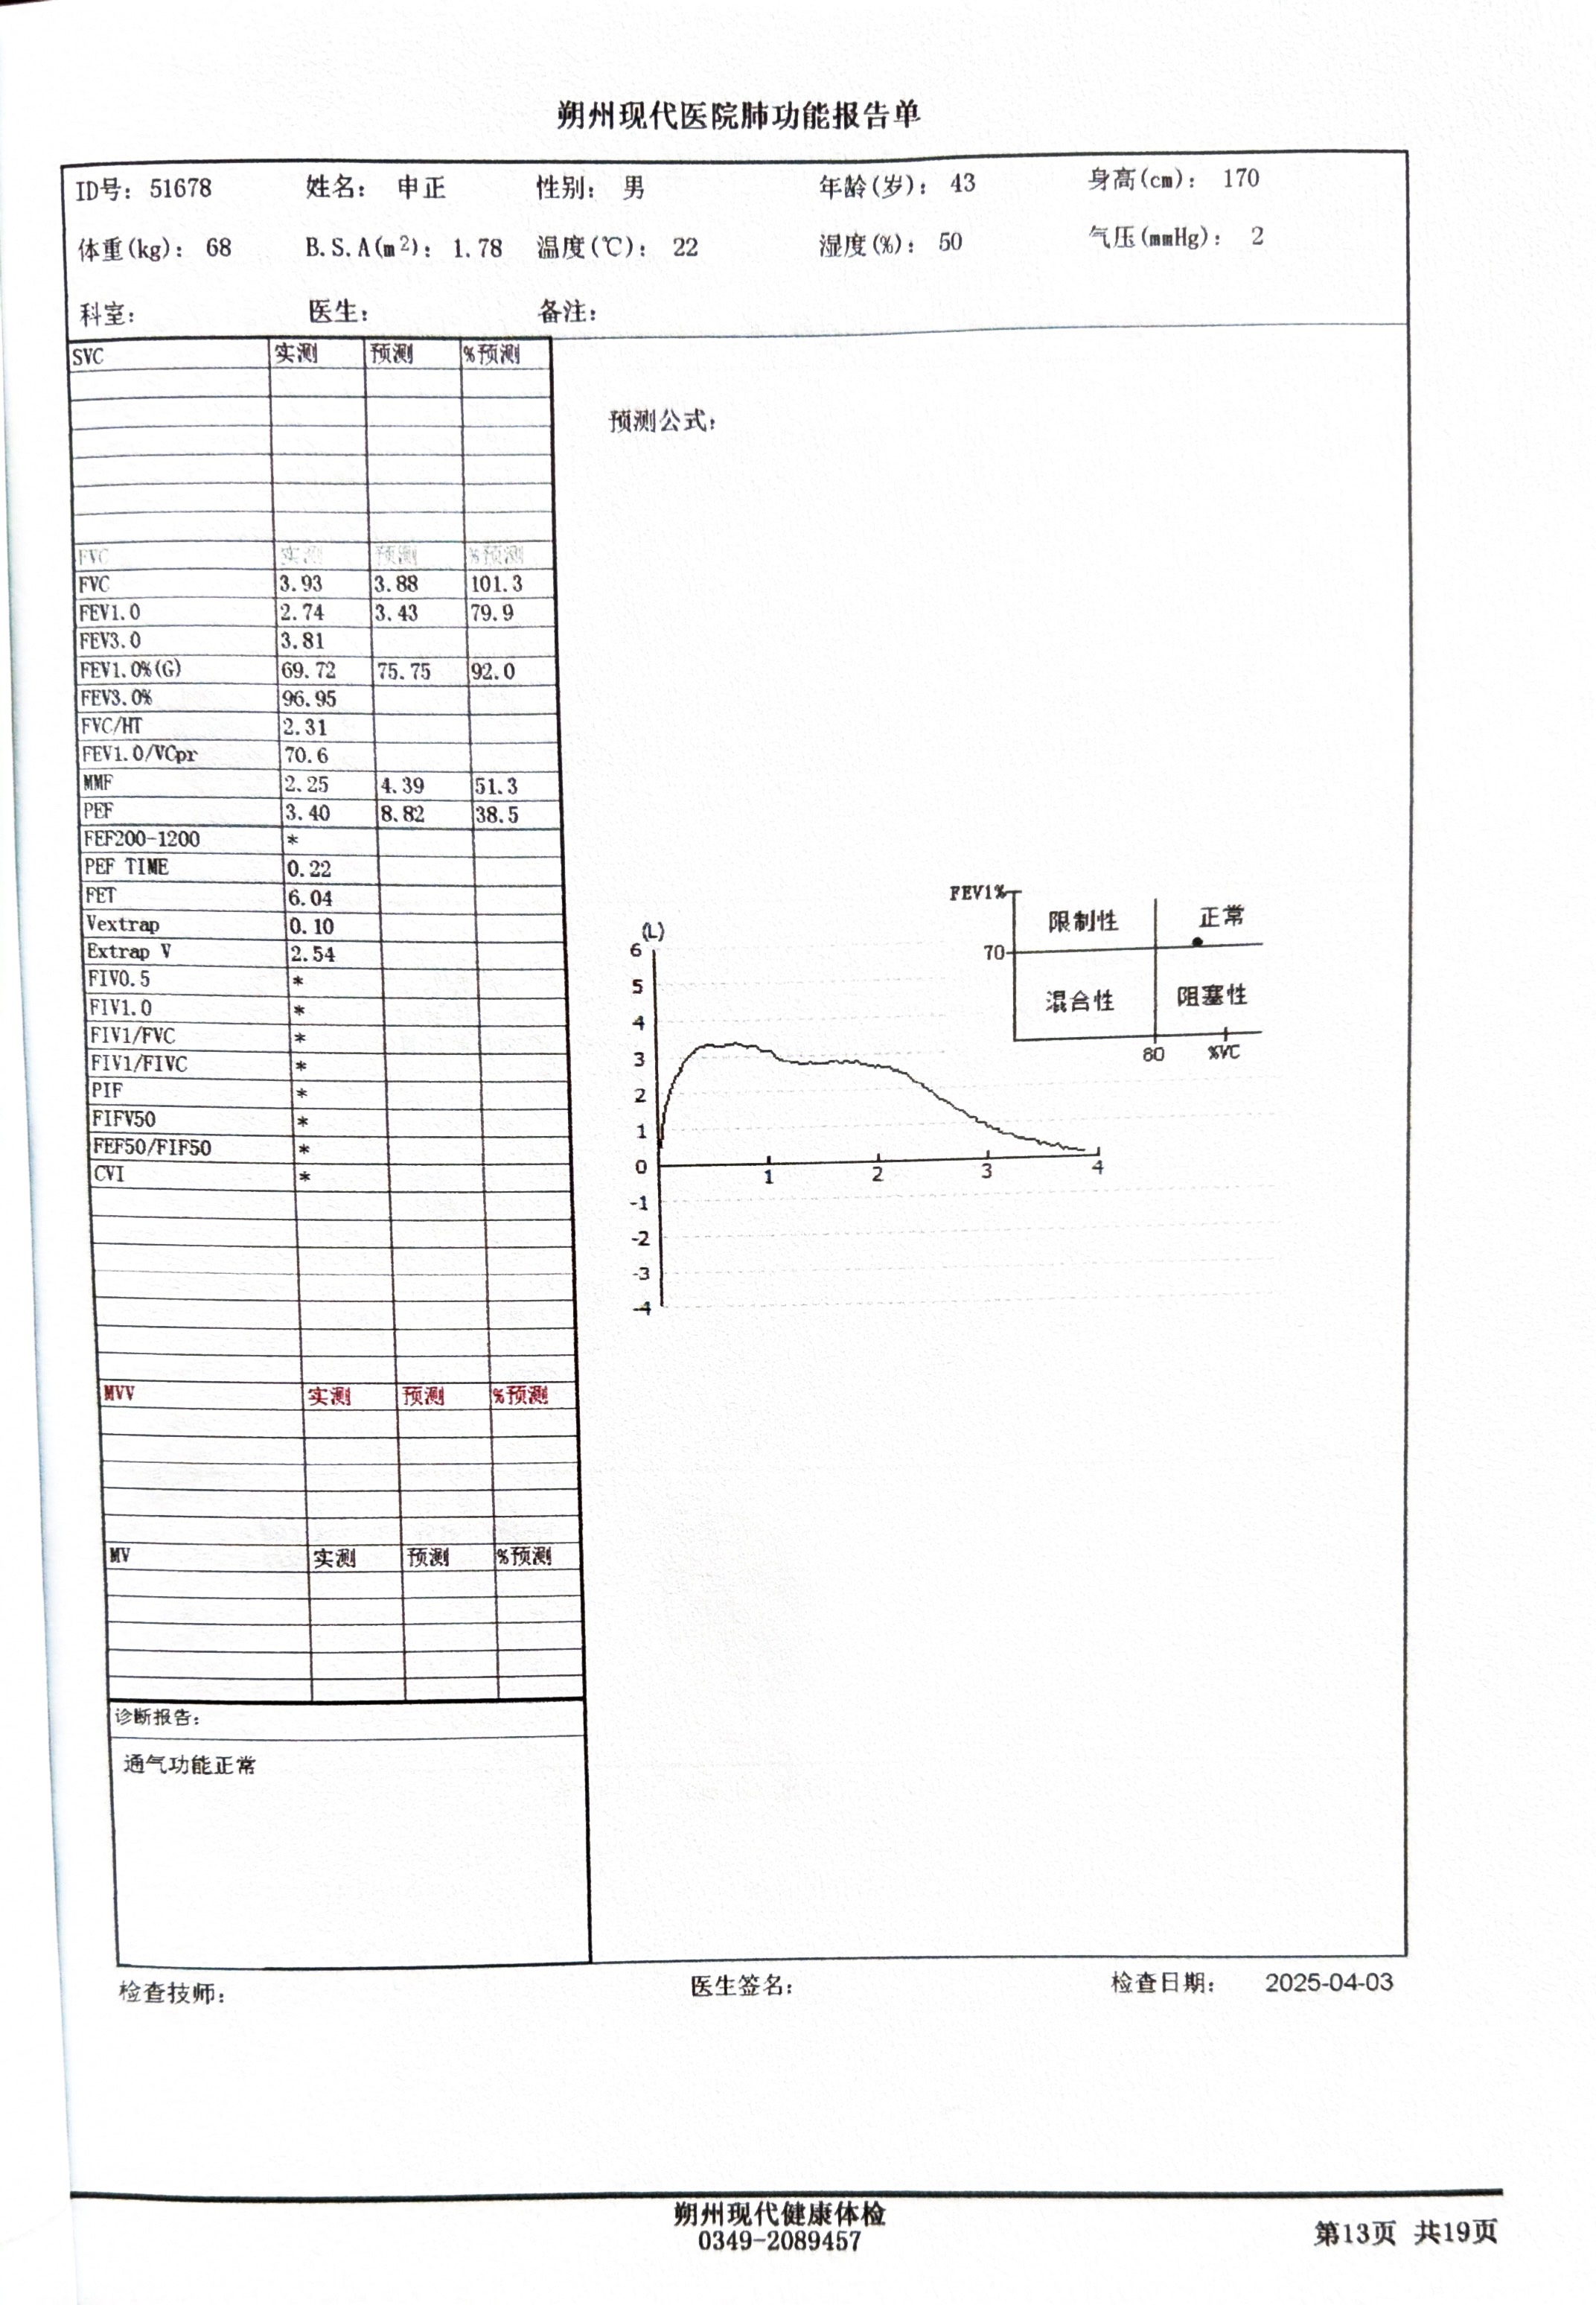 朔州现代医院肺功能报告单
ID号: 51678 姓名: 申正 性别: 男 年龄(岁): 43 身高(cm): 170
体重(kg): 68 B.S.A(m²): 1.78 温度(℃): 22 湿度(%): 50 气压(mmHg): 2
科室: 医生: 备注:
SVC 实测 预测 %预测
预测公式:
FVC 实测 预测 %预测
FVC 3.93 3.88 101.3
FEV1.0 2.74 3.43 79.9
FEV3.0 3.81
FEV1.0%(G) 69.72 75.75 92.0
FEV3.0% 96.95
FVC/HT 2.31
FEV1.0/VCpr 70.6
MMF 2.25 4.39 51.3
PEF 3.40 8.82 38.5
FEF200-1200 *
PEF TIME 0.22
FET 6.04
Vextrap 0.10
Extrap V 2.54
FIV0.5 *
FIV1.0 *
FIV1/FVC *
FIV1/FIVC *
PIF *
FIFV50 *
FEF50/FIF50 *
CVI *
FEV1%
限制性 正常
70
混合性 阻塞性
80 %VC
(L)
6
5
4
3
2
1
0
1 2 3 4
-1
-2
-3
-4
MVV 实测 预测 %预测
MV 实测 预测 %预测
诊断报告:
通气功能正常
检查技师: 医生签名: 检查日期: 2025-04-03
朔州现代健康体检
0349-2089457
第13页 共19页